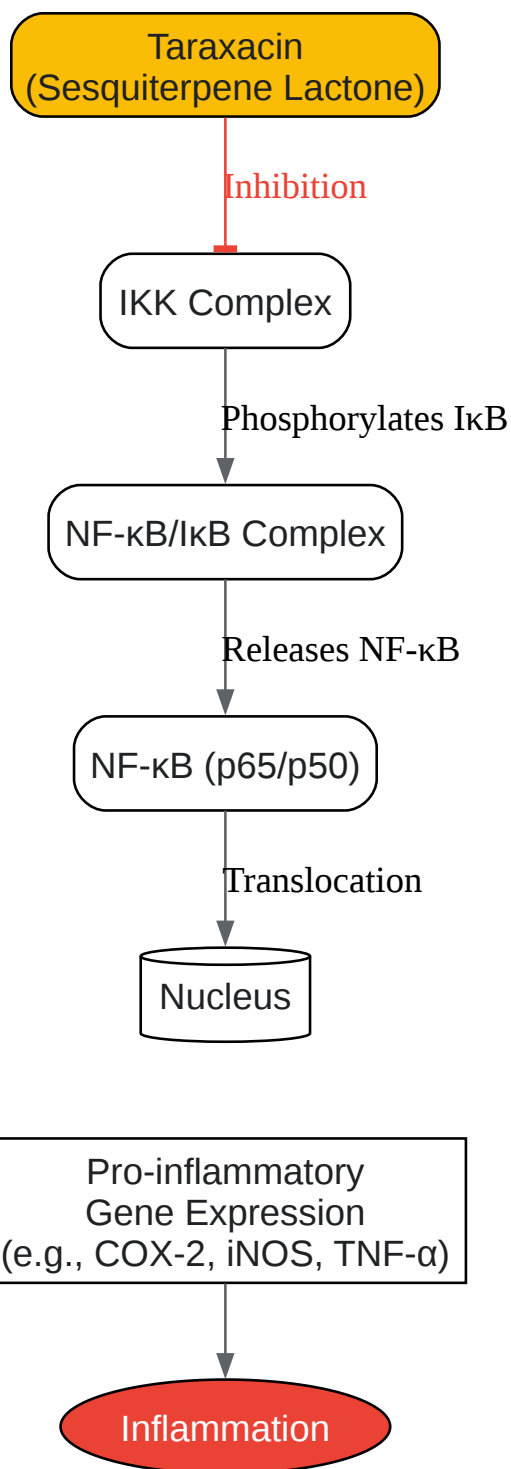 Taraxacin
(Sesquiterpene Lactone)
Inhibition
IKK Complex
Phosphorylates IκB
NF-κB/IκB Complex
Releases NF-κB
NF-κB (p65/p50)
Translocation
Nucleus
Pro-inflammatory
Gene Expression
(e.g., COX-2, iNOS, TNF-α)
Inflammation